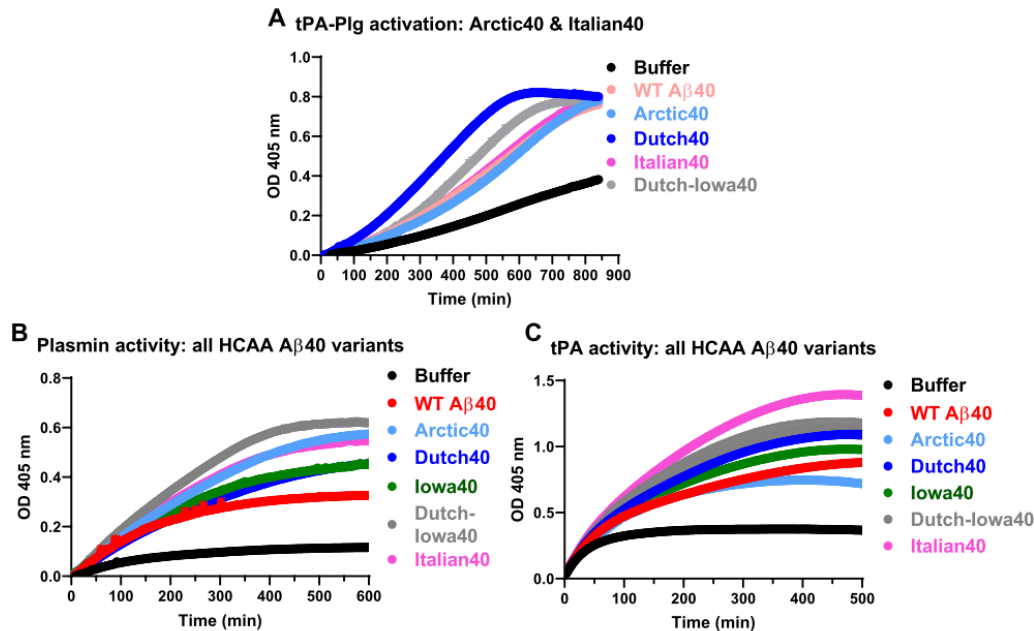 A tPA-Plg activation: Arctic40 & Italian40
OD 405 nm
1.0
0.8
0.6
0.4
0.2
0.0
0 100 200 300 400 500 600 700 800 900
Time (min)
Buffer
WT Aβ40
Arctic40
Dutch40
Italian40
Dutch-Iowa40
B Plasmin activity: all HCAA Aβ40 variants
OD 405 nm
0.8
0.6
0.4
0.2
0.0
0 100 200 300 400 500 600
Time (min)
Buffer
WT Aβ40
Arctic40
Dutch40
Iowa40
Dutch-
Iowa40
Italian40
C tPA activity: all HCAA Aβ40 variants
OD 405 nm
1.5
1.0
0.5
0.0
0 100 200 300 400 500
Time (min)
Buffer
WT Aβ40
Arctic40
Dutch40
Iowa40
Dutch-Iowa40
Italian40